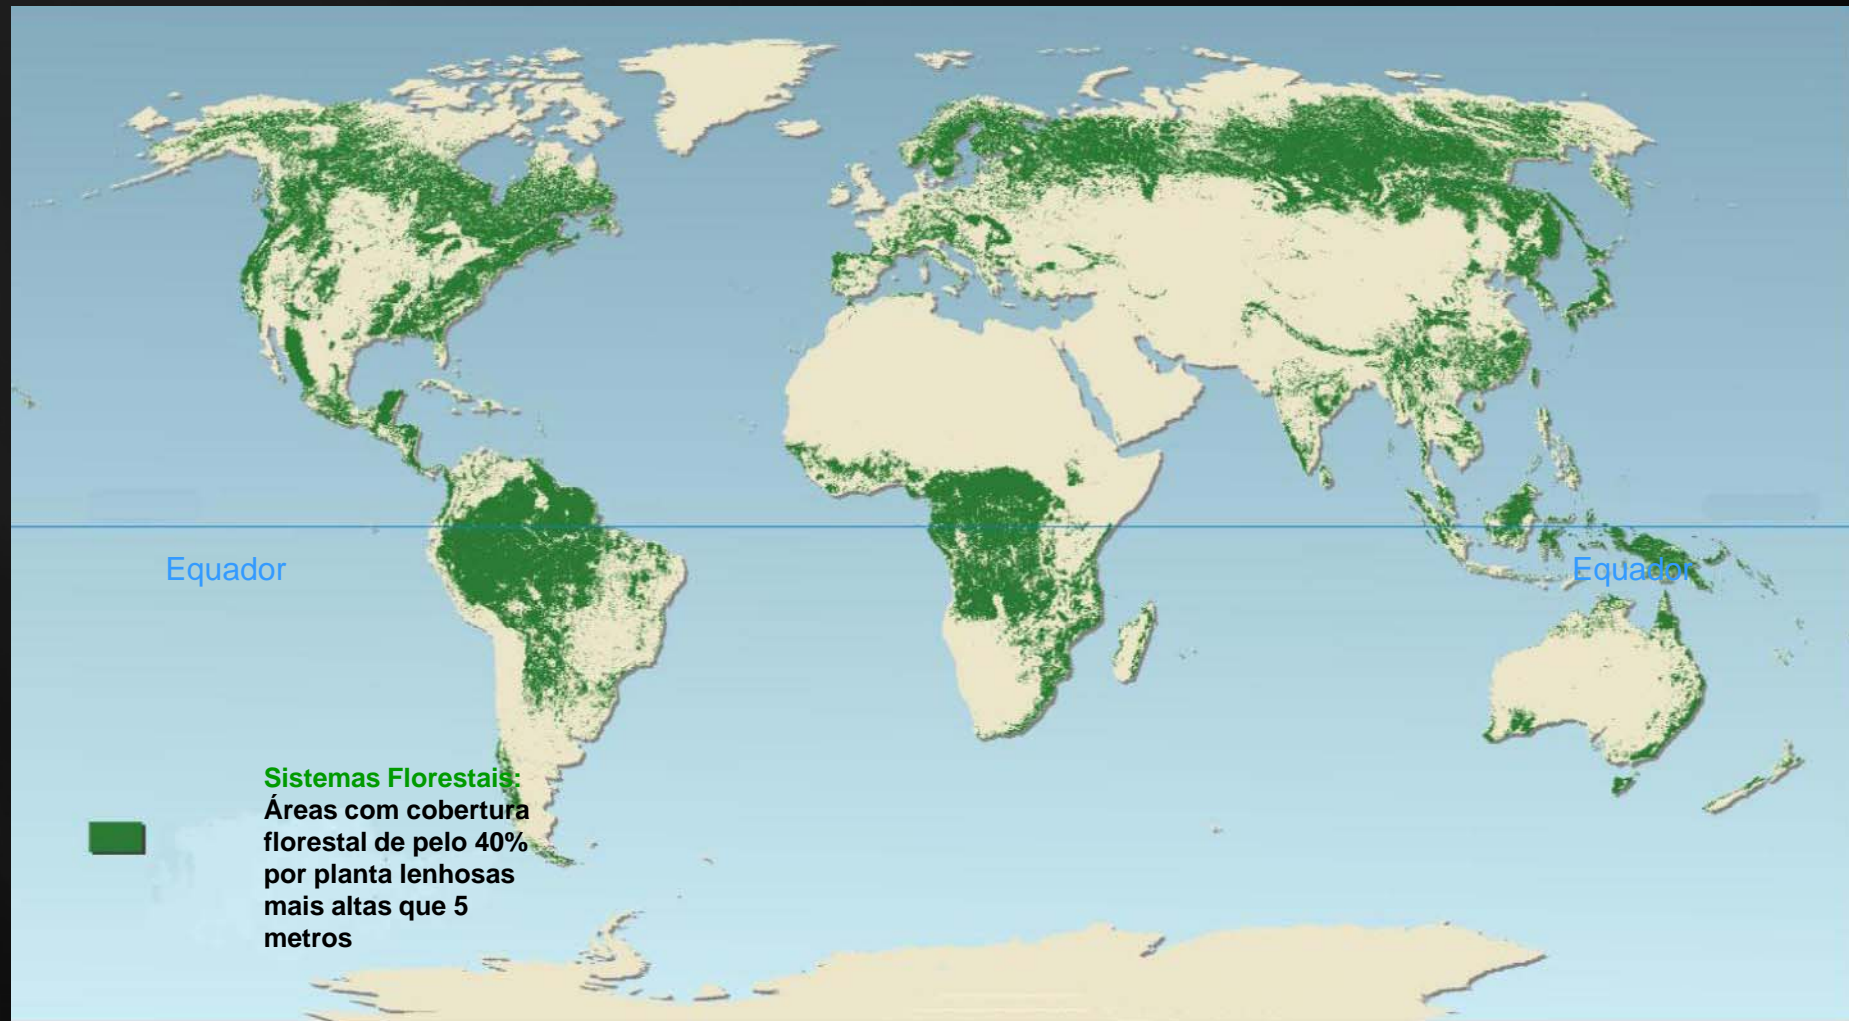 Equador
Equador
Sistemas Florestais:
Áreas com cobertura
florestal de pelo 40%
por planta lenhosas
mais altas que 5
metros